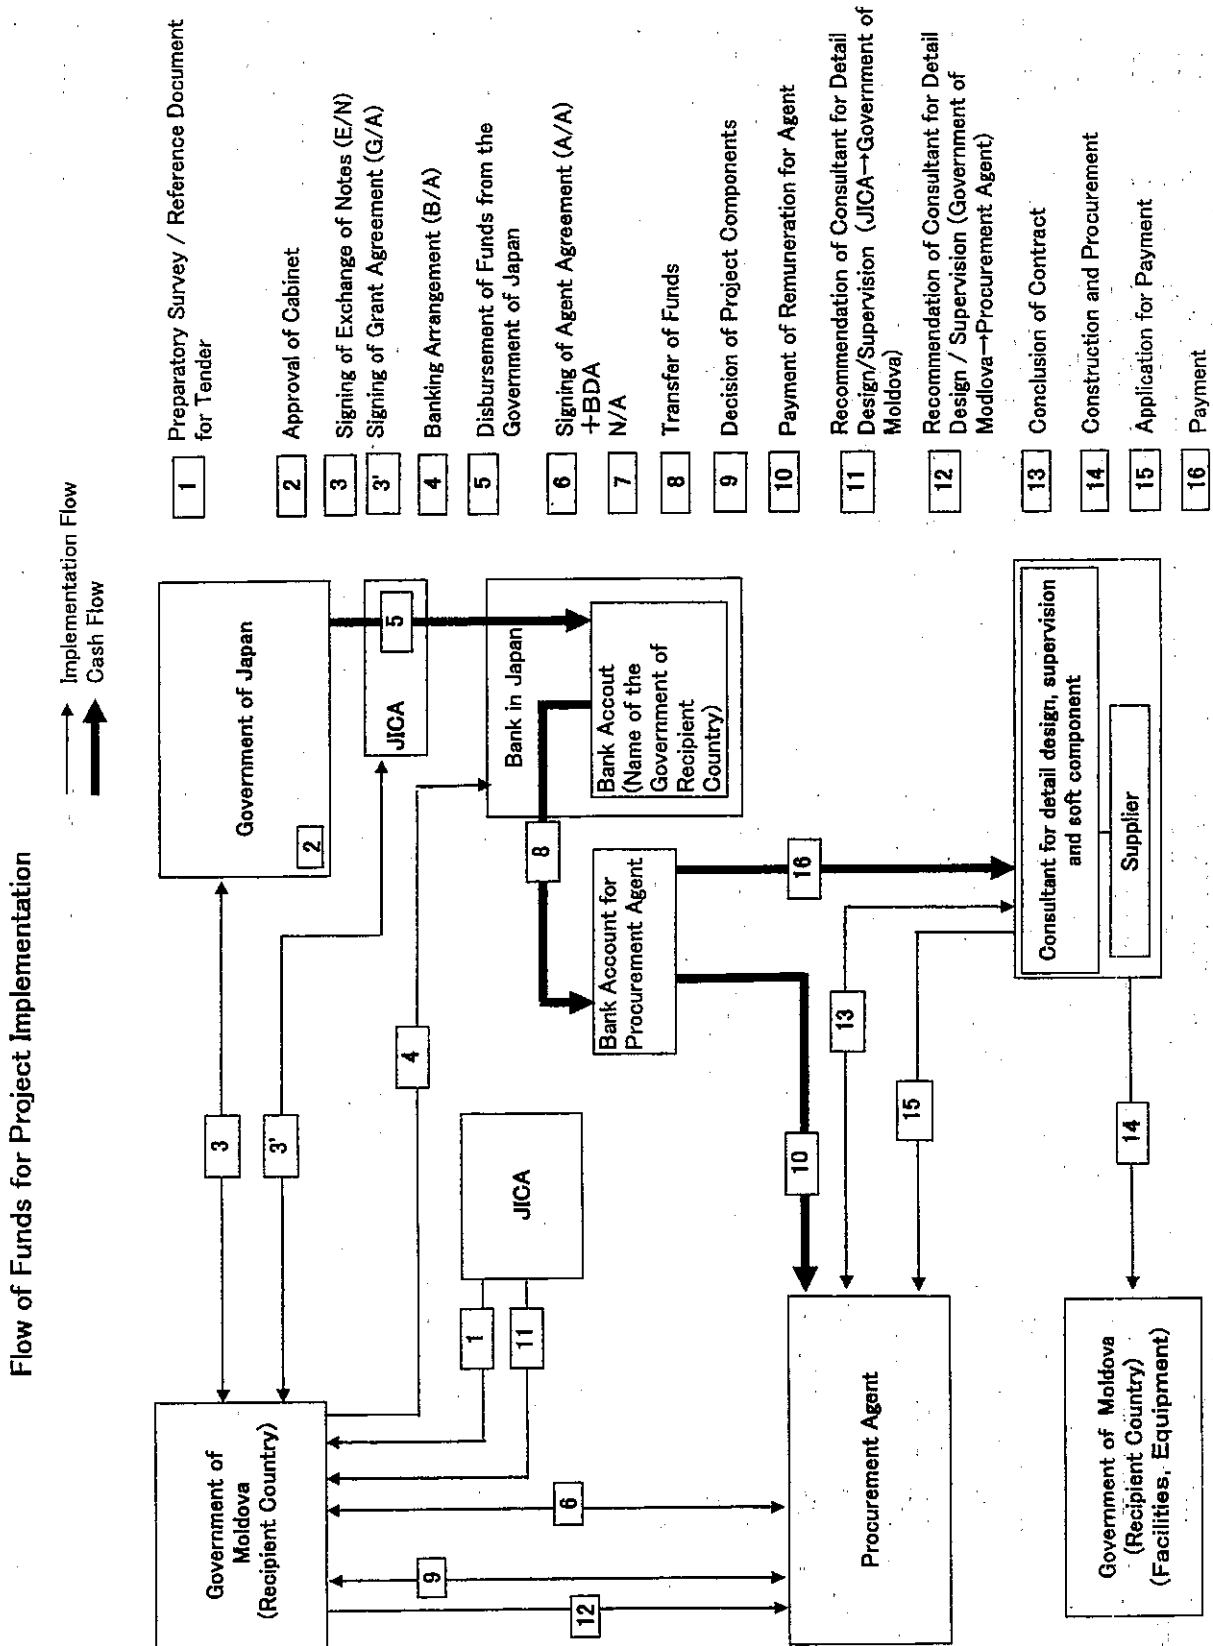 Flow of Funds for Project Implementation
Implementation Flow
Cash Flow
Government of
Moldova
(Recipient Country)
3
3'
4
Government of Japan
2
JICA
5
Bank in Japan
Bank Accout
(Name of the
Government of
Recipient
Country)
8
Bank Account for
Procurement Agent
JICA
1
11
6
9
12
10
16
13
15
Procurement Agent
Consultant for detail design, supervision
and soft component
Supplier
14
Government of Moldova
(Recipient Country)
(Facilities, Equipment)
1 Preparatory Survey / Reference Document
for Tender
2 Approval of Cabinet
3 Signing of Exchange of Notes (E/N)
3' Signing of Grant Agreement (G/A)
4 Banking Arrangement (B/A)
5 Disbursement of Funds from the
Government of Japan
6 Signing of Agent Agreement (A/A)
+BDA
7 N/A
8 Transfer of Funds
9 Decision of Project Components
10 Payment of Remuneration for Agent
11 Recommendation of Consultant for Detail
Design/Supervision (JICA→Government of
Moldova)
12 Recommendation of Consultant for Detail
Design / Supervision (Government of
Modlova→Procurement Agent)
13 Conclusion of Contract
14 Construction and Procurement
15 Application for Payment
16 Payment